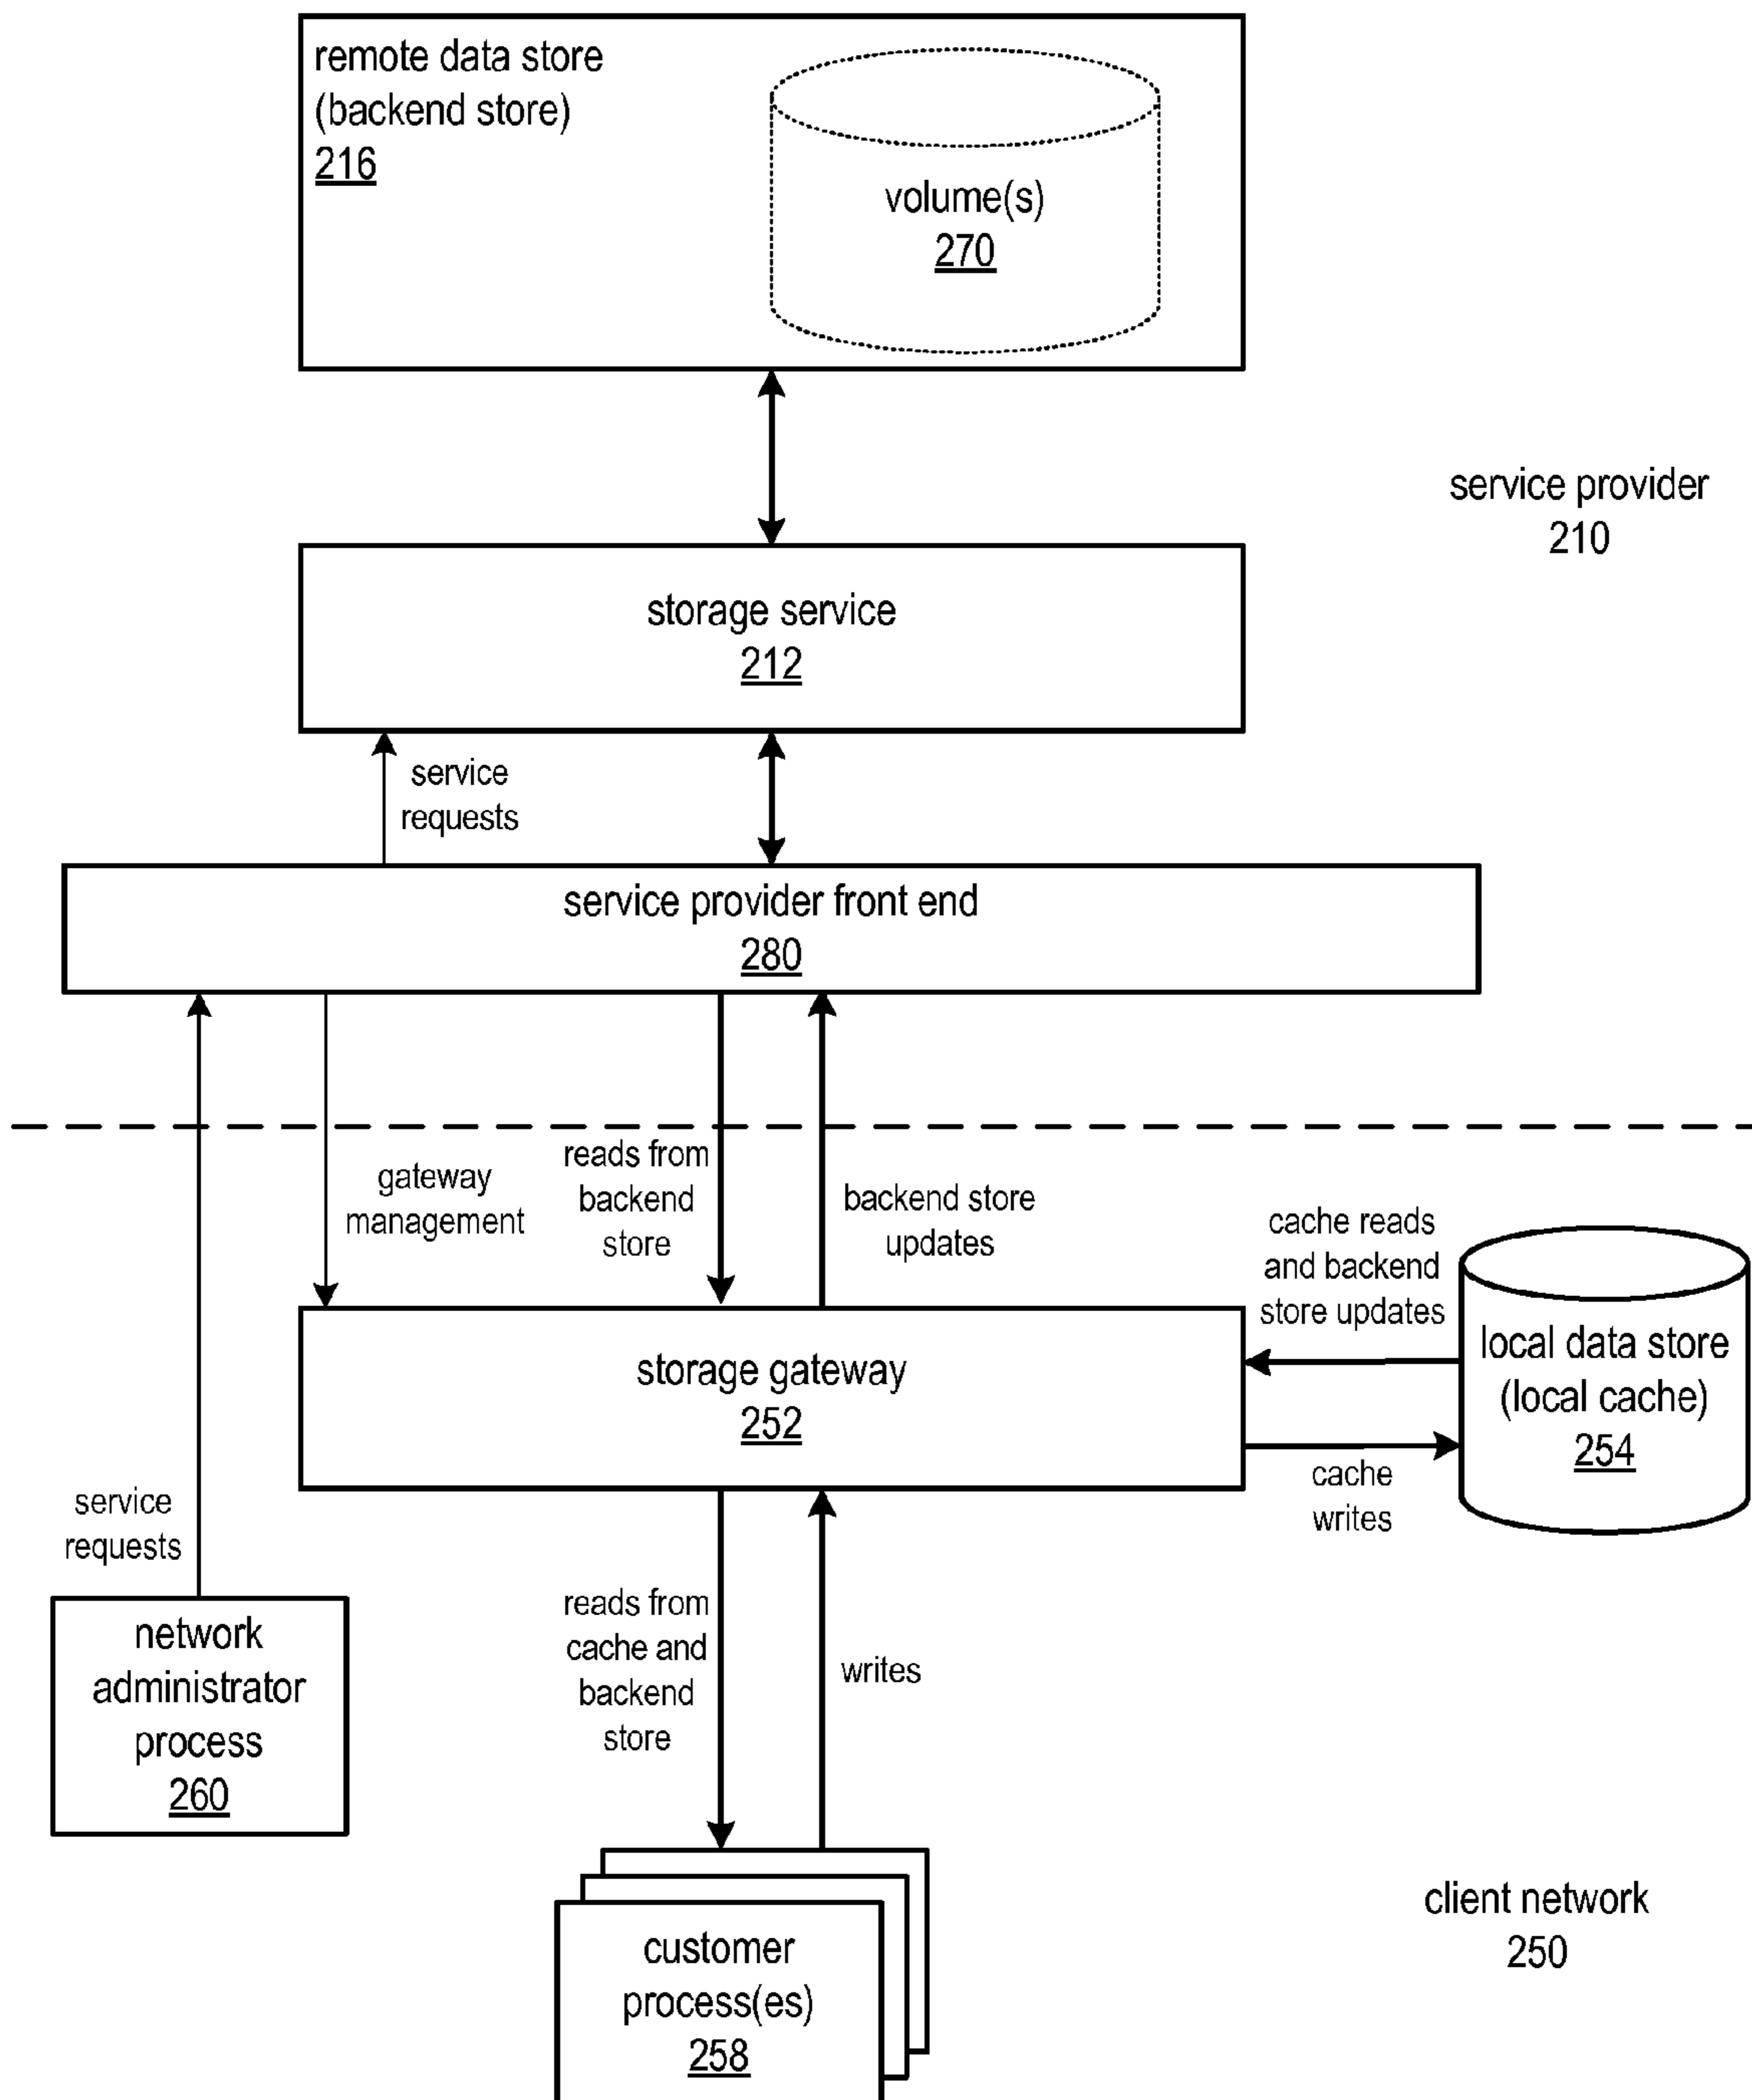 remote data store
(backend store)
216
volume(s)
270
service provider
210
storage service
212
service
requests
service provider front end
280
gateway
management
reads from
backend
store
backend store
updates
cache reads
and backend
store updates
local data store
(local cache)
254
storage gateway
252
cache
writes
service
requests
network
administrator
process
260
reads from
cache and
backend
store
writes
customer
process(es)
258
client network
250